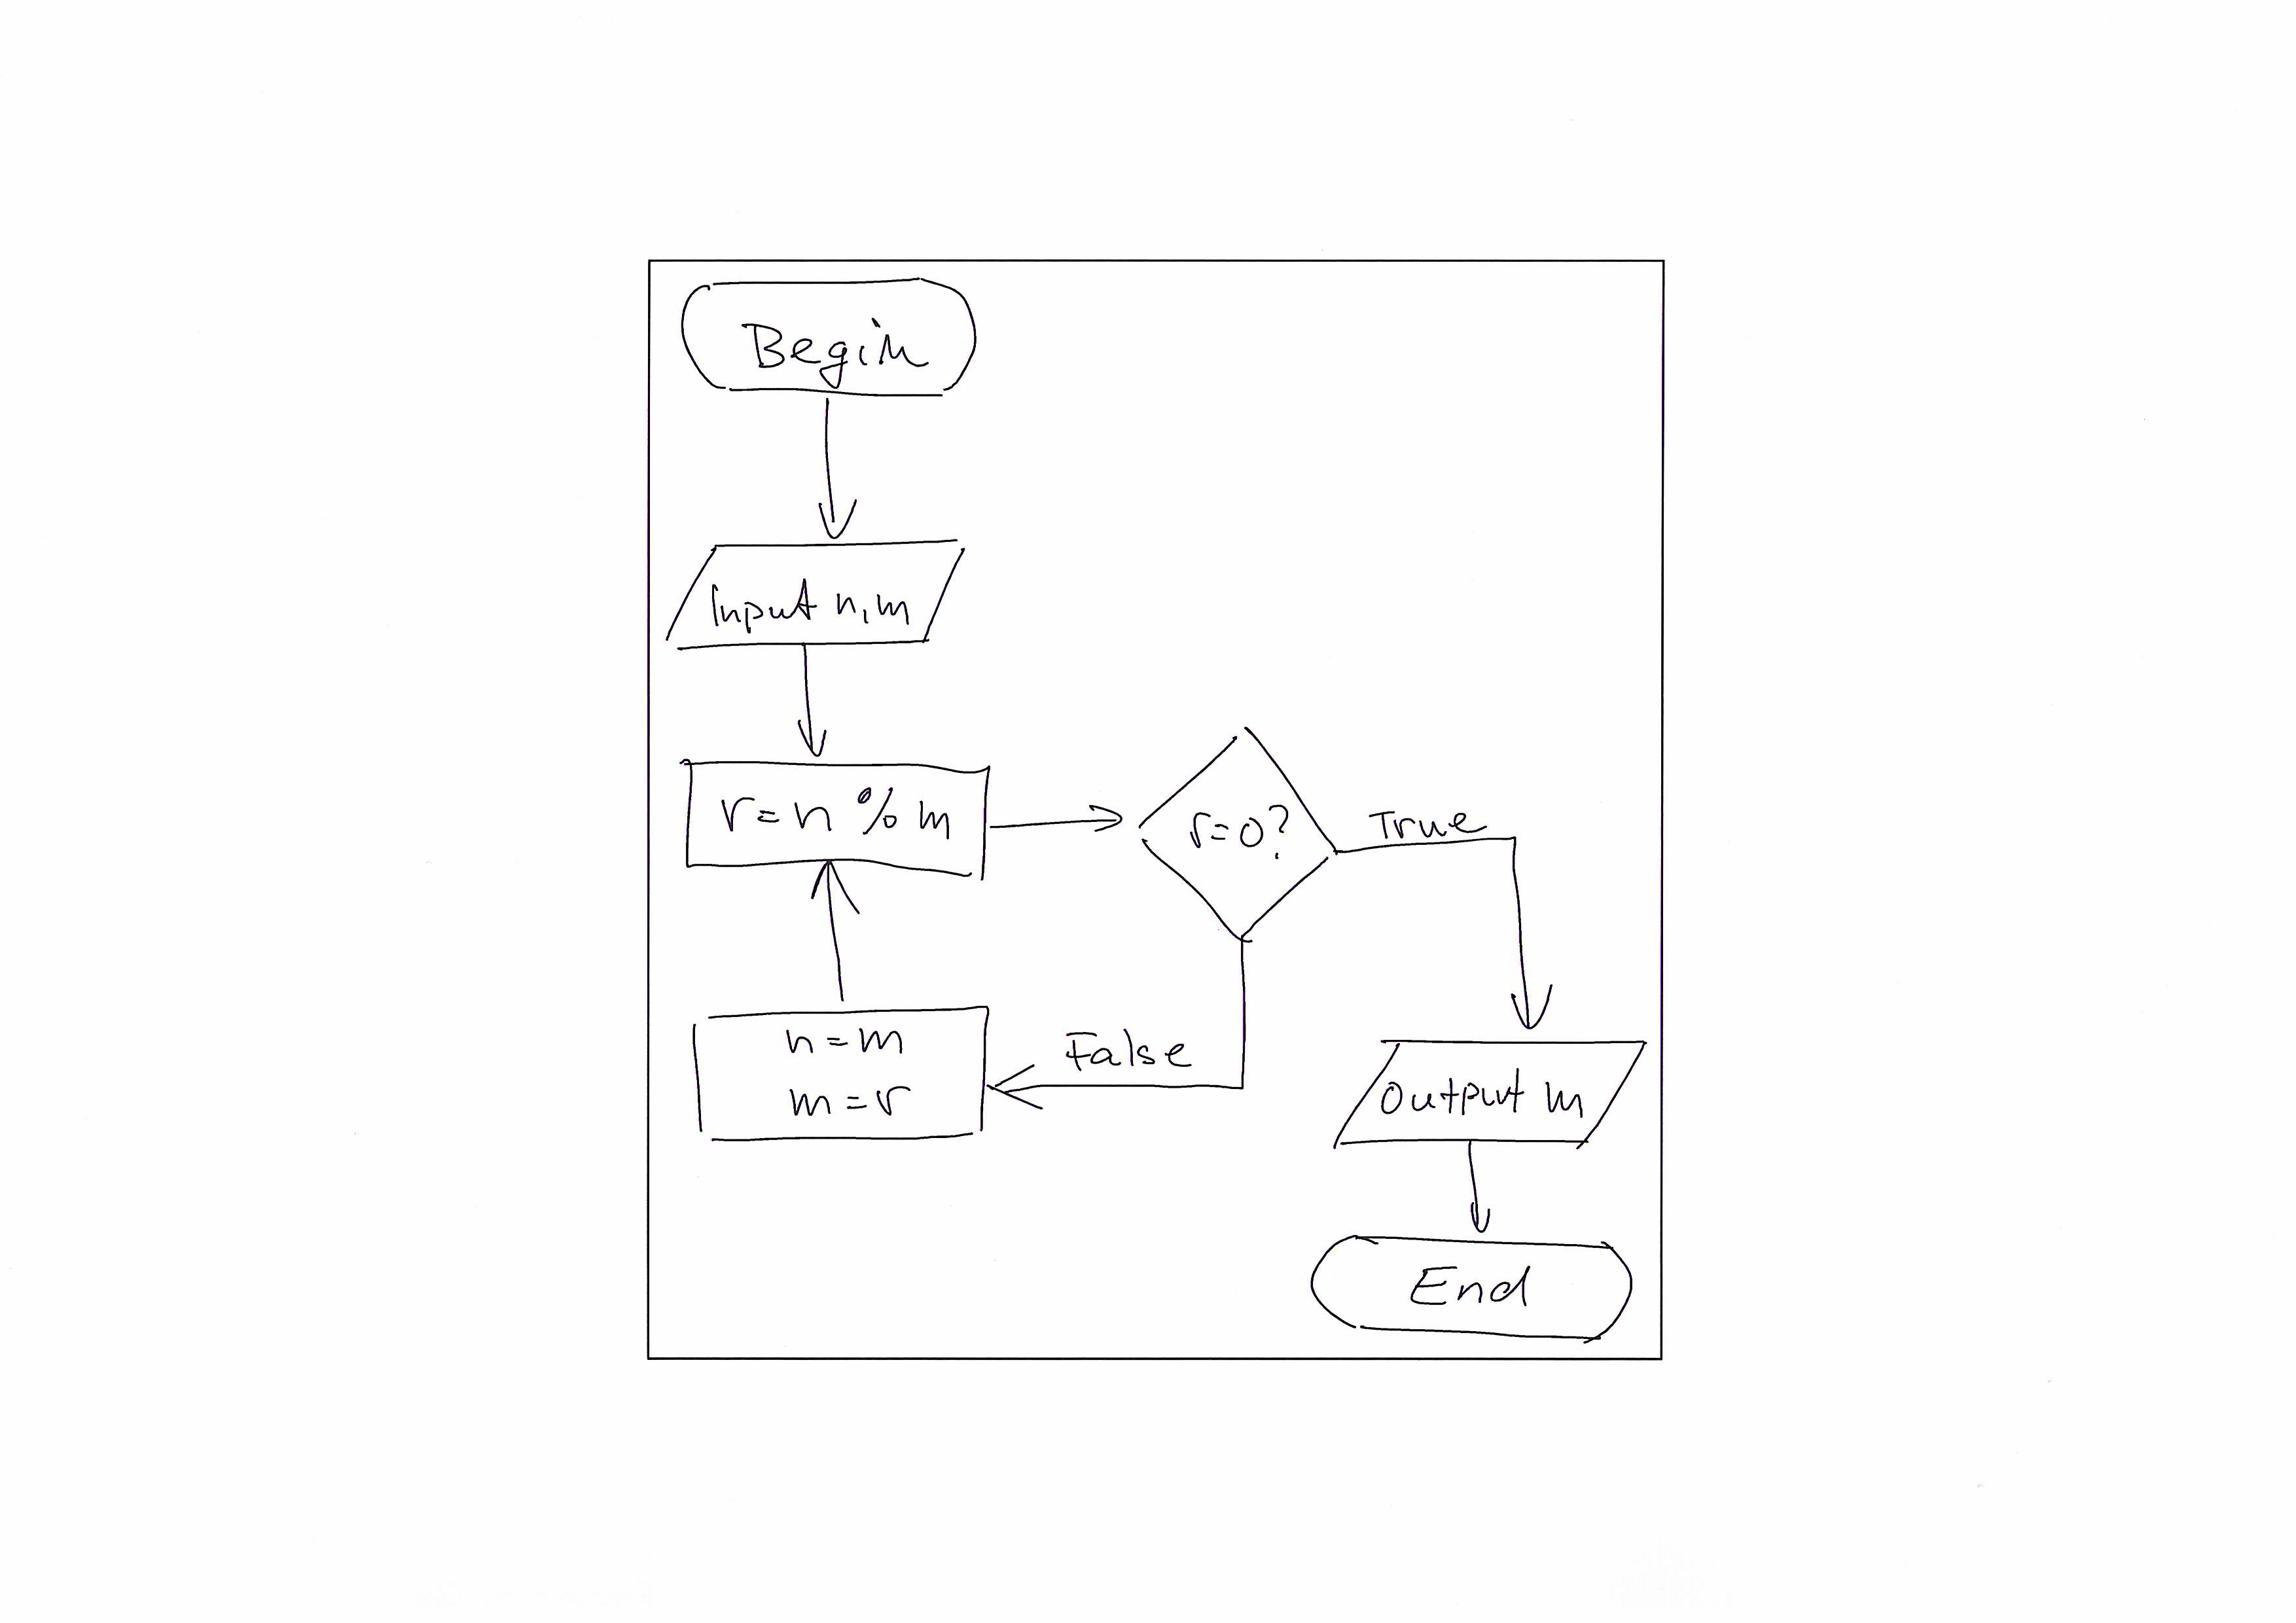 Begin
Input n,m
r=n % m
r=0?
True
False
n=m
m=r
Output m
End